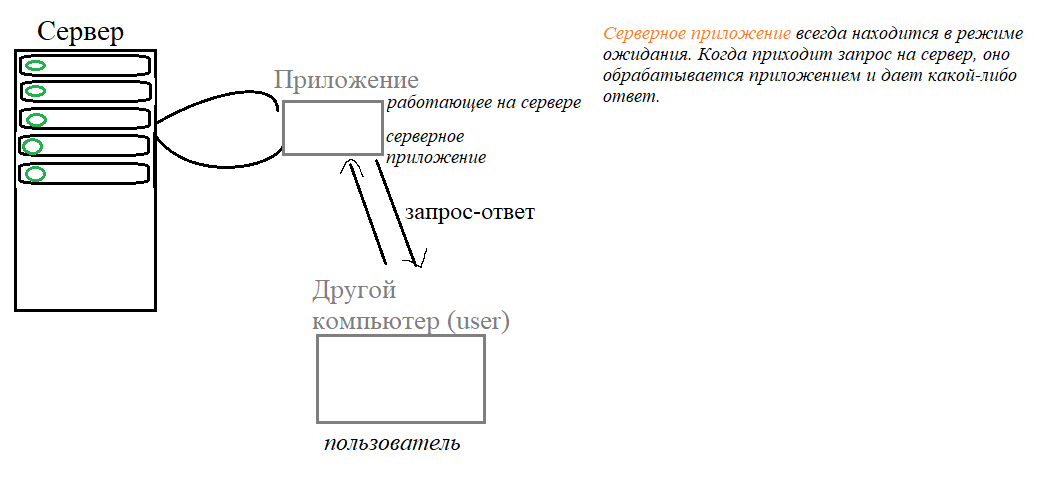 Сервер
Приложение
работающее на сервере
серверное
приложение
запрос-ответ
Другой
компьютер (user)
пользователь
Серверное приложение всегда находится в режиме
ожидания. Когда приходит запрос на сервер, оно
обрабатывается приложением и дает какой-либо
ответ.